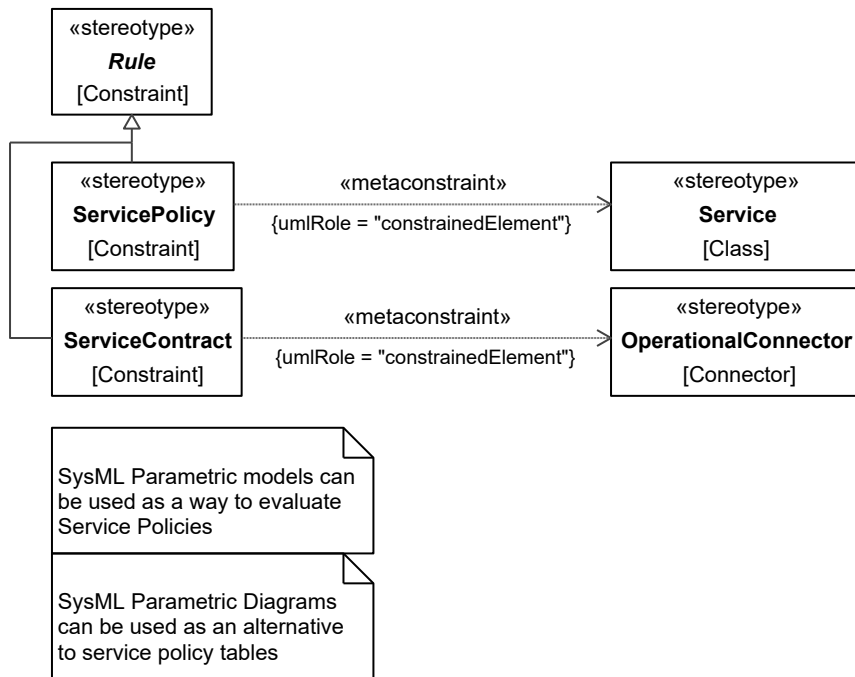 «stereotype»
Rule
[Constraint]
«stereotype»
ServicePolicy
[Constraint]
«metaconstraint»
{umlRole = "constrainedElement"}
«stereotype»
Service
[Class]
«stereotype»
ServiceContract
[Constraint]
«metaconstraint»
{umlRole = "constrainedElement"}
«stereotype»
OperationalConnector
[Connector]
SysML Parametric models can
be used as a way to evaluate
Service Policies
SysML Parametric Diagrams
can be used as an alternative
to service policy tables